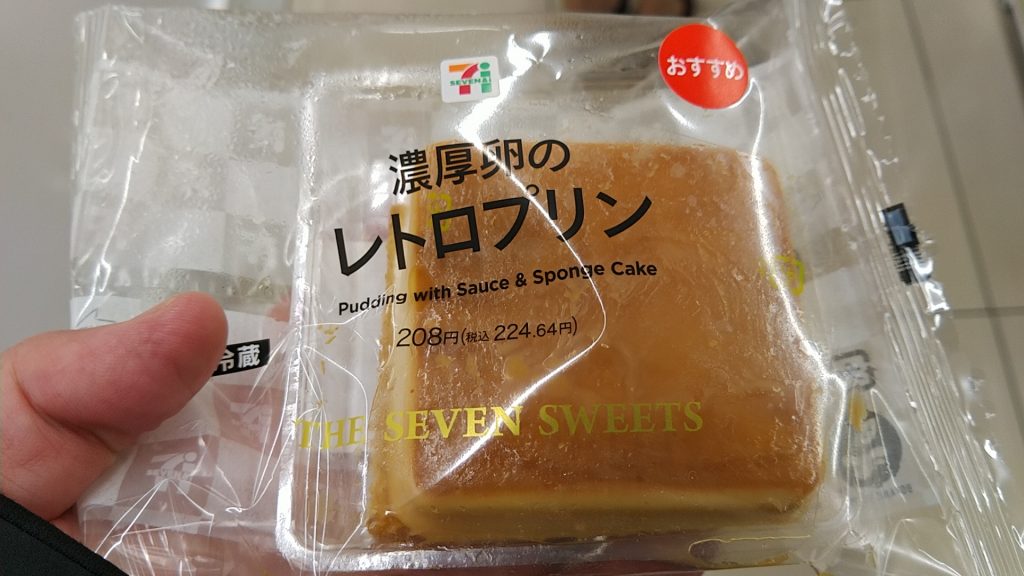 SEVEN&i
おすすめ
濃厚卵の
レトロプリン
Pudding with Sauce & Sponge Cake
208円(税込 224.64円)
冷蔵
THE SEVEN SWEETS